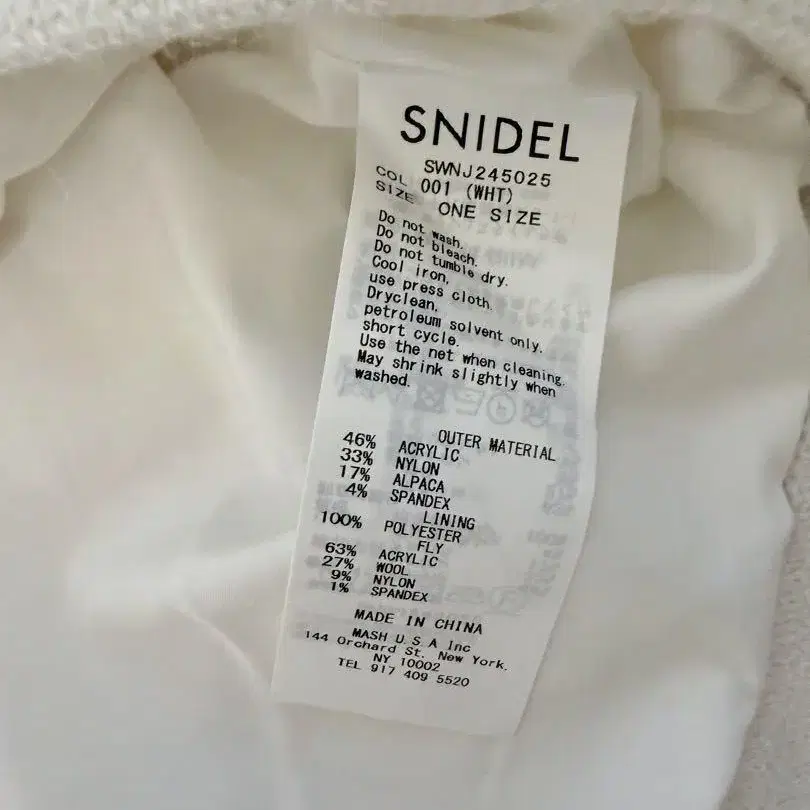 SNIDEL
SWNJ245025
COL 001 (WHT)
SIZE ONE SIZE
Do not wash.
Do not bleach.
Do not tumble dry.
Cool iron,
use press cloth.
Dryclean,
petroleum solvent only.
short cycle.
Use the net when cleaning.
May shrink slightly when
washed.
OUTER MATERIAL
46% ACRYLIC
33% NYLON
17% ALPACA
4% SPANDEX
LINING
100% POLYESTER
FLY
63% ACRYLIC
27% WOOL
9% NYLON
1% SPANDEX
MADE IN CHINA
MASH U.S.A Inc
144 Orchard St. New York.
NY 10002
TEL 917 409 5520